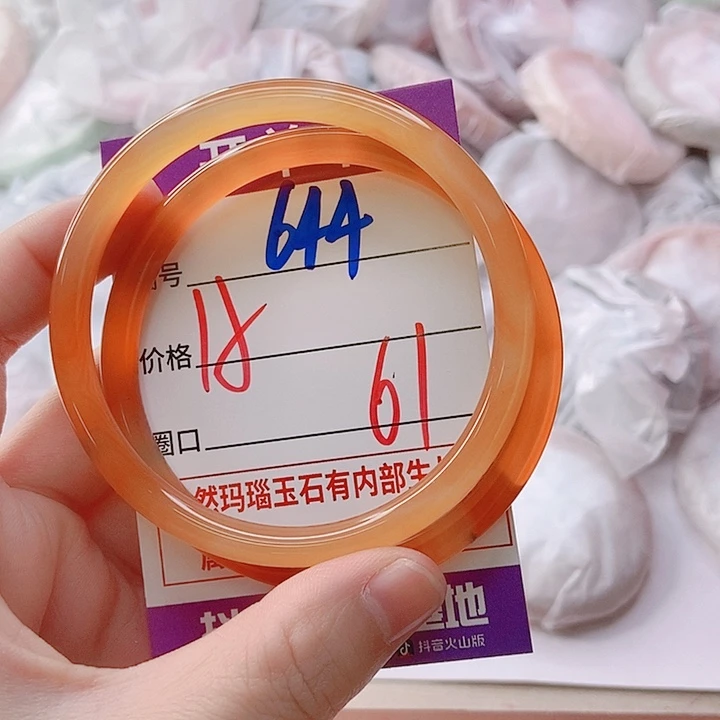 号 644
价格 18
圈口 61
然玛瑙玉石有内部生
地
抖音火山版